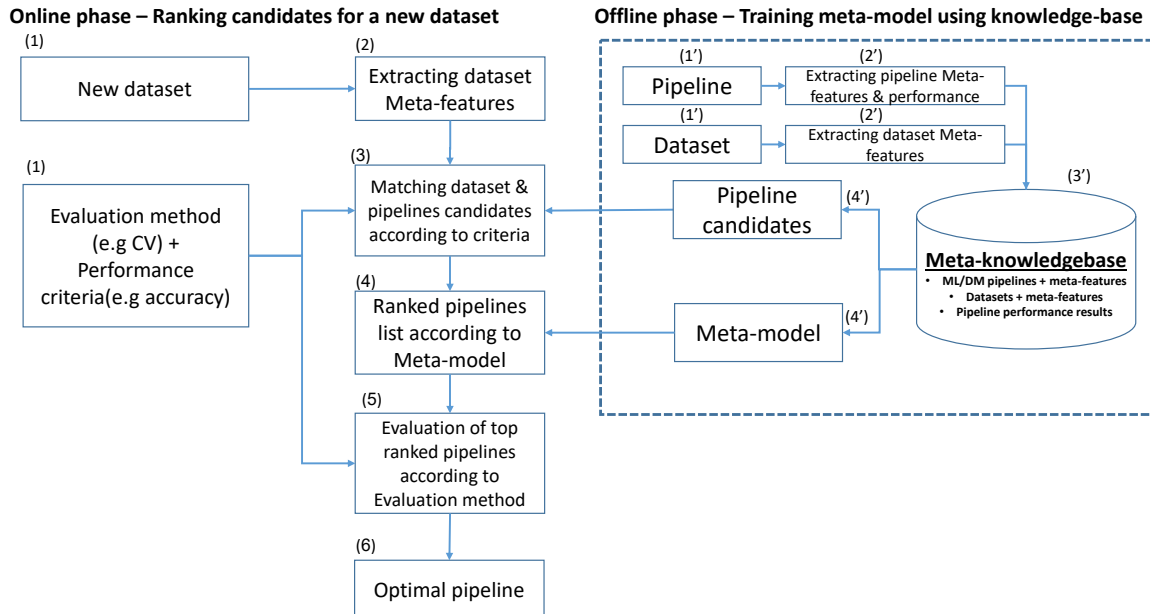 Online phase – Ranking candidates for a new dataset
(1)
New dataset
(2)
Extracting dataset
Meta-features
(1)
Evaluation method
(e.g CV) +
Performance
criteria(e.g accuracy)
(3)
Matching dataset &
pipelines candidates
according to criteria
(4)
Ranked pipelines
list according to
Meta-model
(5)
Evaluation of top
ranked pipelines
according to
Evaluation method
(6)
Optimal pipeline
Offline phase – Training meta-model using knowledge-base
(1’)
Pipeline
(2’)
Extracting pipeline Meta-
features & performance
(1’)
Dataset
(2’)
Extracting dataset Meta-
features
(3’)
Meta-knowledgebase
• ML/DM pipelines + meta-features
• Datasets + meta-features
• Pipeline performance results
(4’)
Pipeline
candidates
(4’)
Meta-model